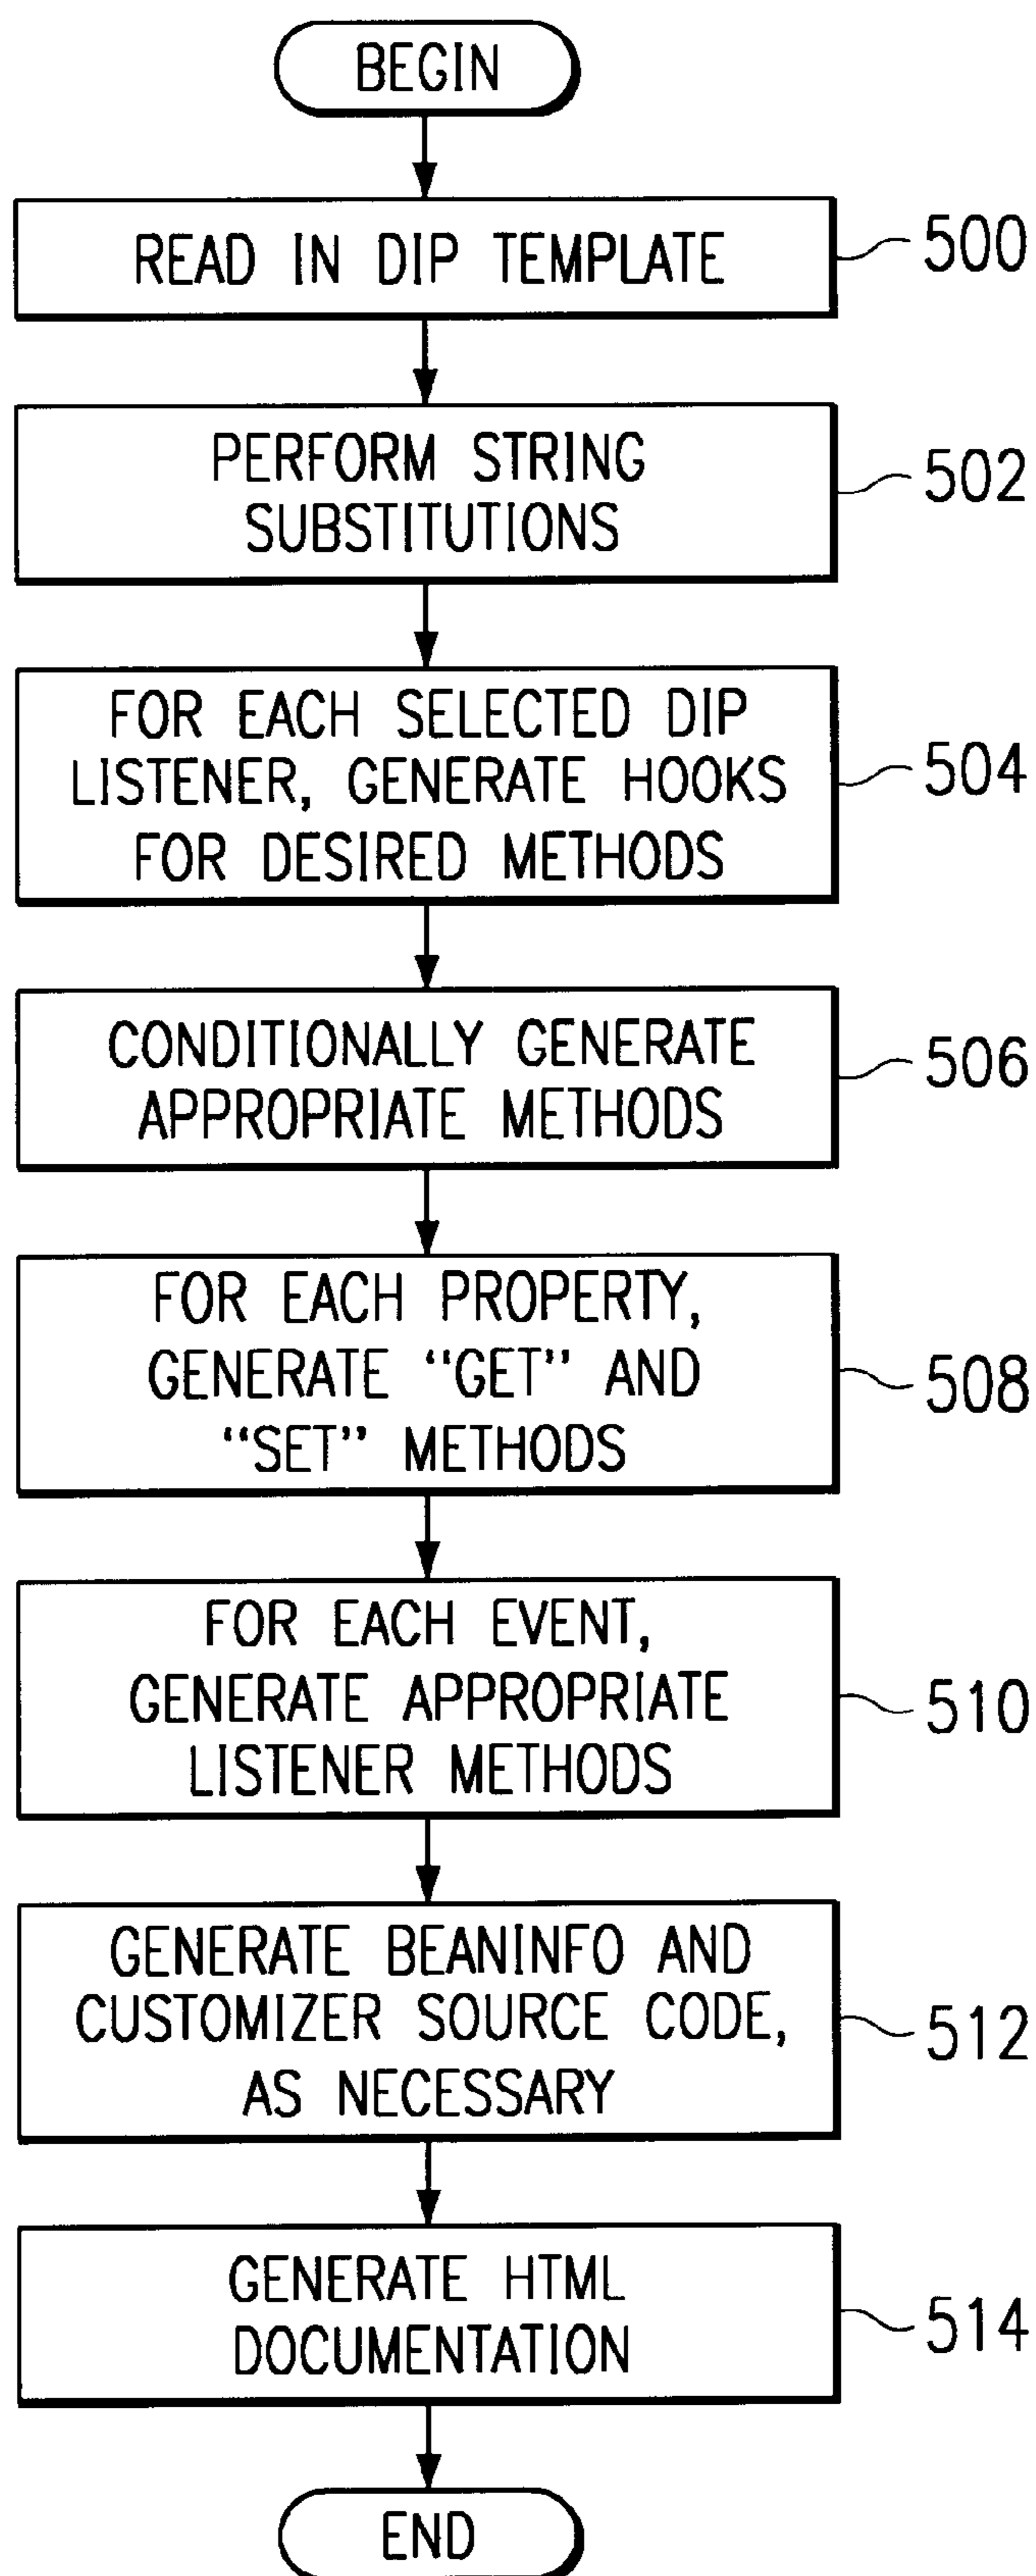 BEGIN
READ IN DIP TEMPLATE
500
PERFORM STRING
SUBSTITUTIONS
502
FOR EACH SELECTED DIP
LISTENER, GENERATE HOOKS
FOR DESIRED METHODS
504
CONDITIONALLY GENERATE
APPROPRIATE METHODS
506
FOR EACH PROPERTY,
GENERATE “GET” AND
“SET” METHODS
508
FOR EACH EVENT,
GENERATE APPROPRIATE
LISTENER METHODS
510
GENERATE BEANINFO AND
CUSTOMIZER SOURCE CODE,
AS NECESSARY
512
GENERATE HTML
DOCUMENTATION
514
END